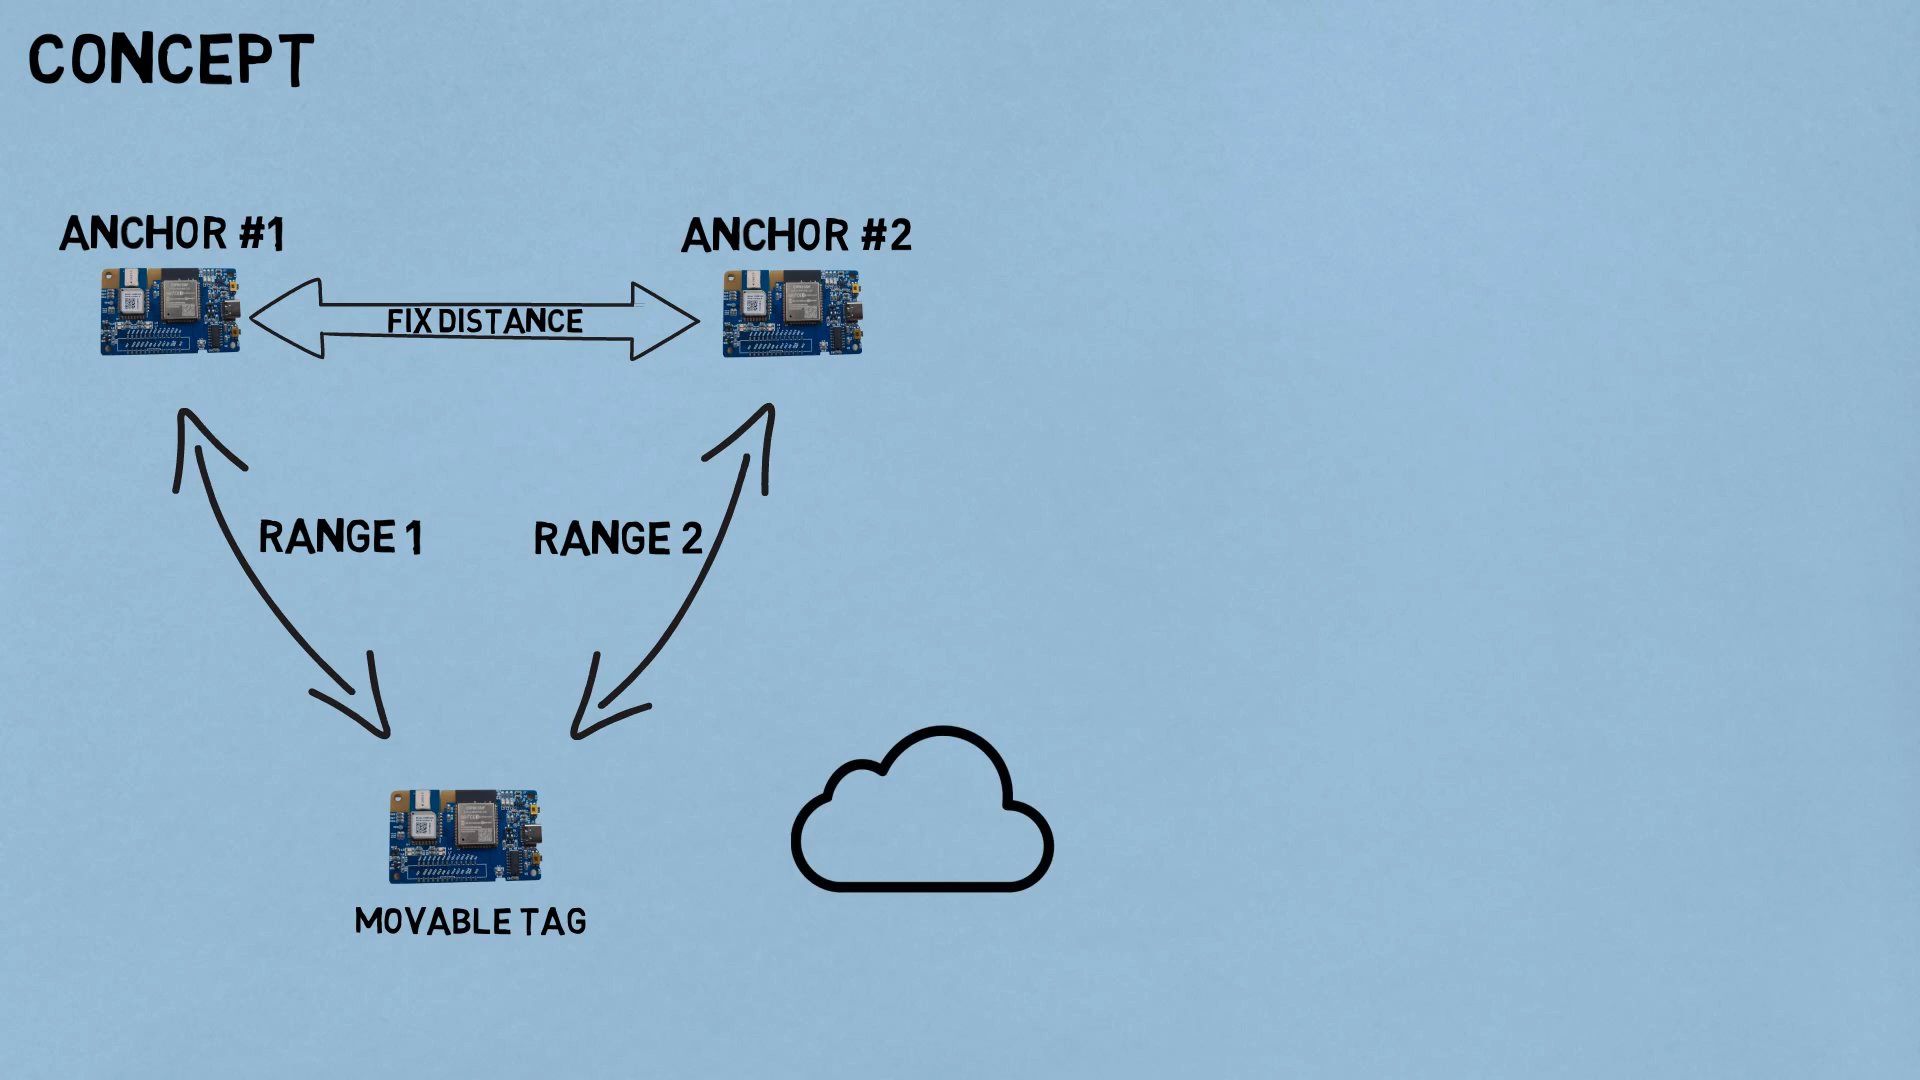 CONCEPT
ANCHOR #1
ANCHOR #2
FIX DISTANCE
RANGE 1
RANGE 2
MOVABLE TAG